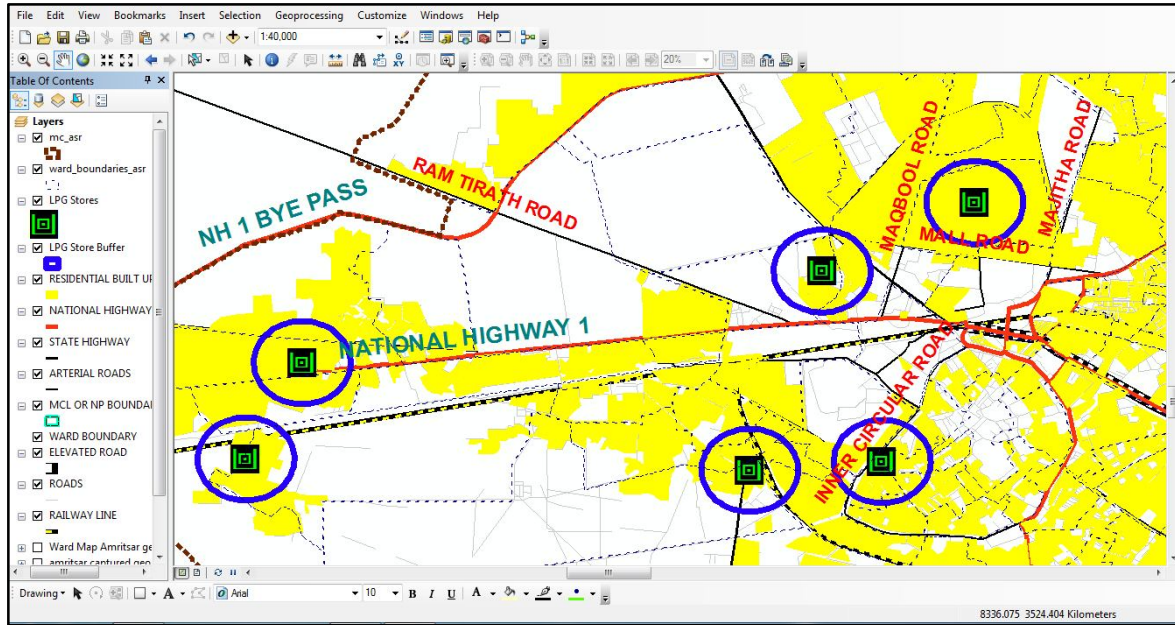 File Edit View Bookmarks Insert Selection Geoprocessing Customize Windows Help
1:40,000
20%
Table Of Contents
Layers
mc_asr
ward_boundaries_asr
LPG Stores
LPG Store Buffer
RESIDENTIAL BUILT UP
NATIONAL HIGHWAY
STATE HIGHWAY
ARTERIAL ROADS
MCL OR NP BOUNDAI
WARD BOUNDARY
ELEVATED ROAD
ROADS
RAILWAY LINE
Ward Map Amritsar ge
amritsar captured geo
NH 1 BYE PASS
RAM TIRATH ROAD
MAQBOOL ROAD
MAJITHA ROAD
MALL ROAD
NATIONAL HIGHWAY 1
INNER CIRCULAR ROAD
Drawing Arial 10 B I U A
8336.075 3524.404 Kilometers